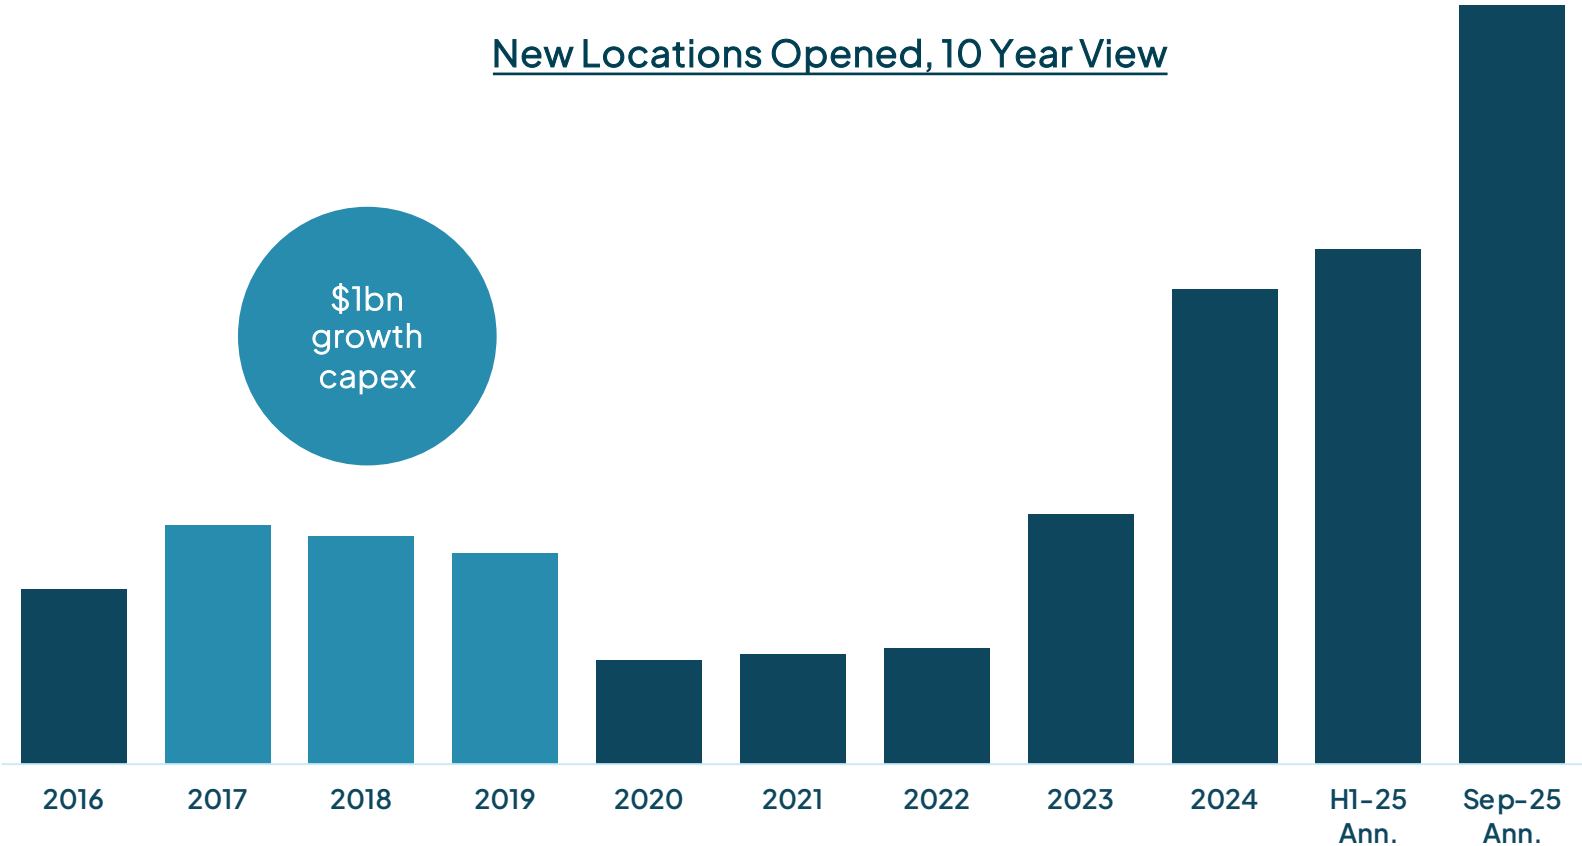 New Locations Opened, 10 Year View
$1bn
growth
capex
2016
2017
2018
2019
2020
2021
2022
2023
2024
H1-25
Ann.
Sep-25
Ann.